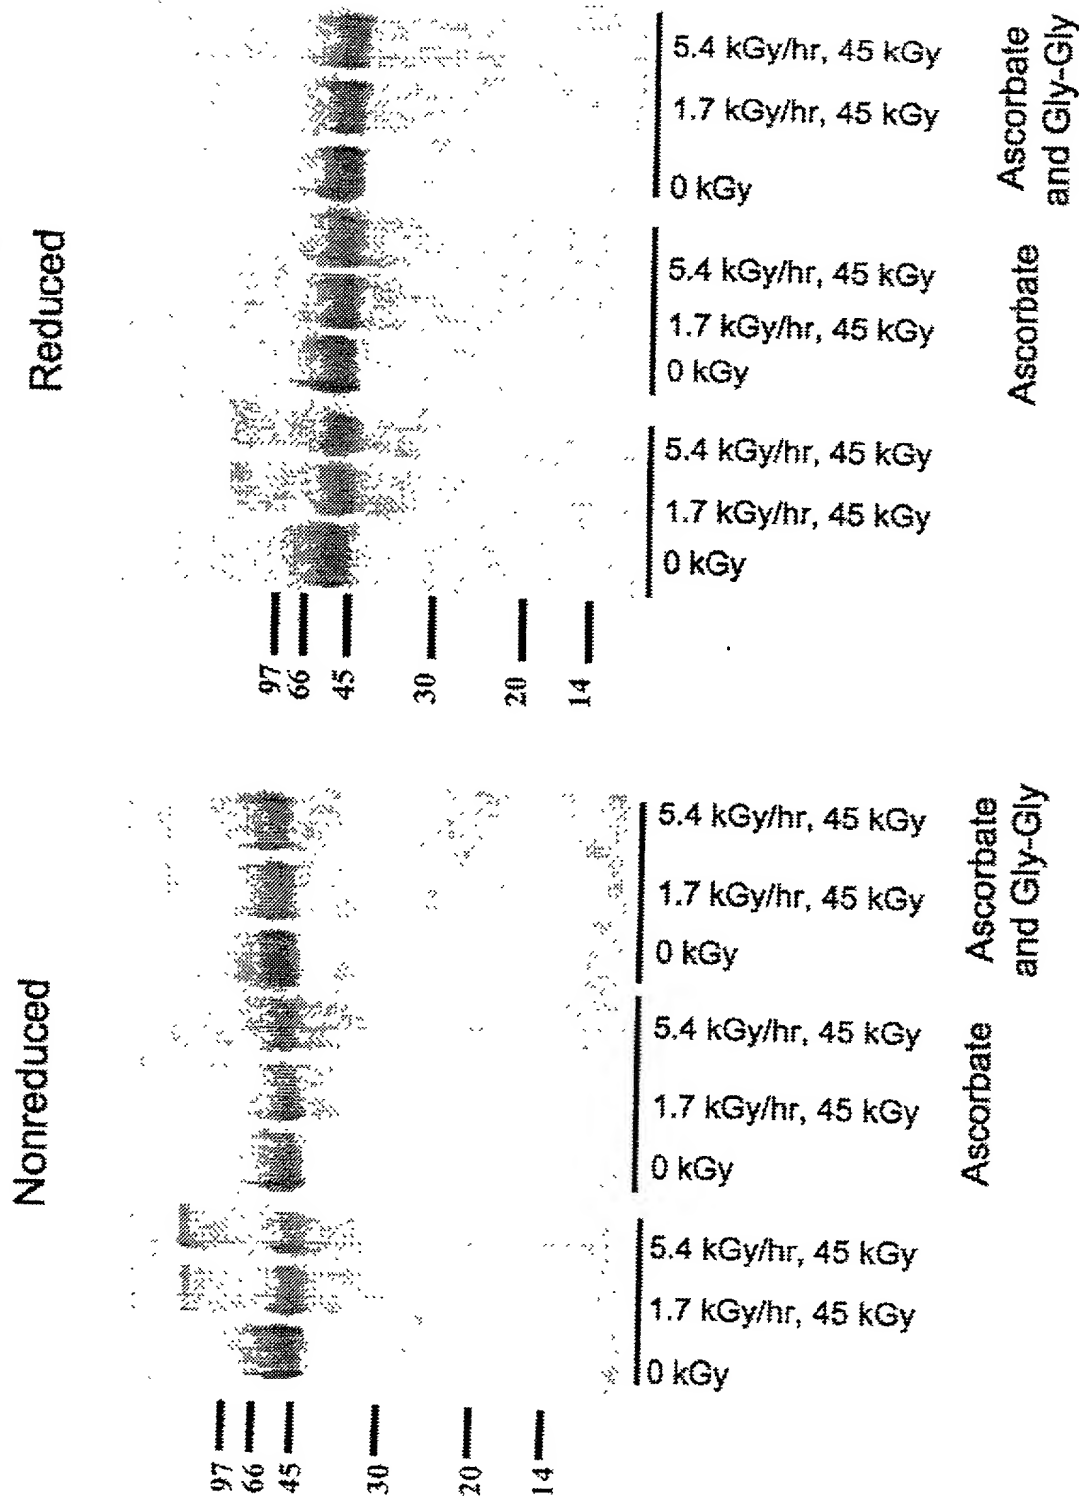 Nonreduced
97
66
45
30
20
14
0 kGy
1.7 kGy/hr, 45 kGy
5.4 kGy/hr, 45 kGy
0 kGy
1.7 kGy/hr, 45 kGy
5.4 kGy/hr, 45 kGy
Ascorbate
0 kGy
1.7 kGy/hr, 45 kGy
5.4 kGy/hr, 45 kGy
Ascorbate
and Gly-Gly
Reduced
97
66
45
30
20
14
0 kGy
1.7 kGy/hr, 45 kGy
5.4 kGy/hr, 45 kGy
0 kGy
1.7 kGy/hr, 45 kGy
5.4 kGy/hr, 45 kGy
Ascorbate
0 kGy
1.7 kGy/hr, 45 kGy
5.4 kGy/hr, 45 kGy
Ascorbate
and Gly-Gly